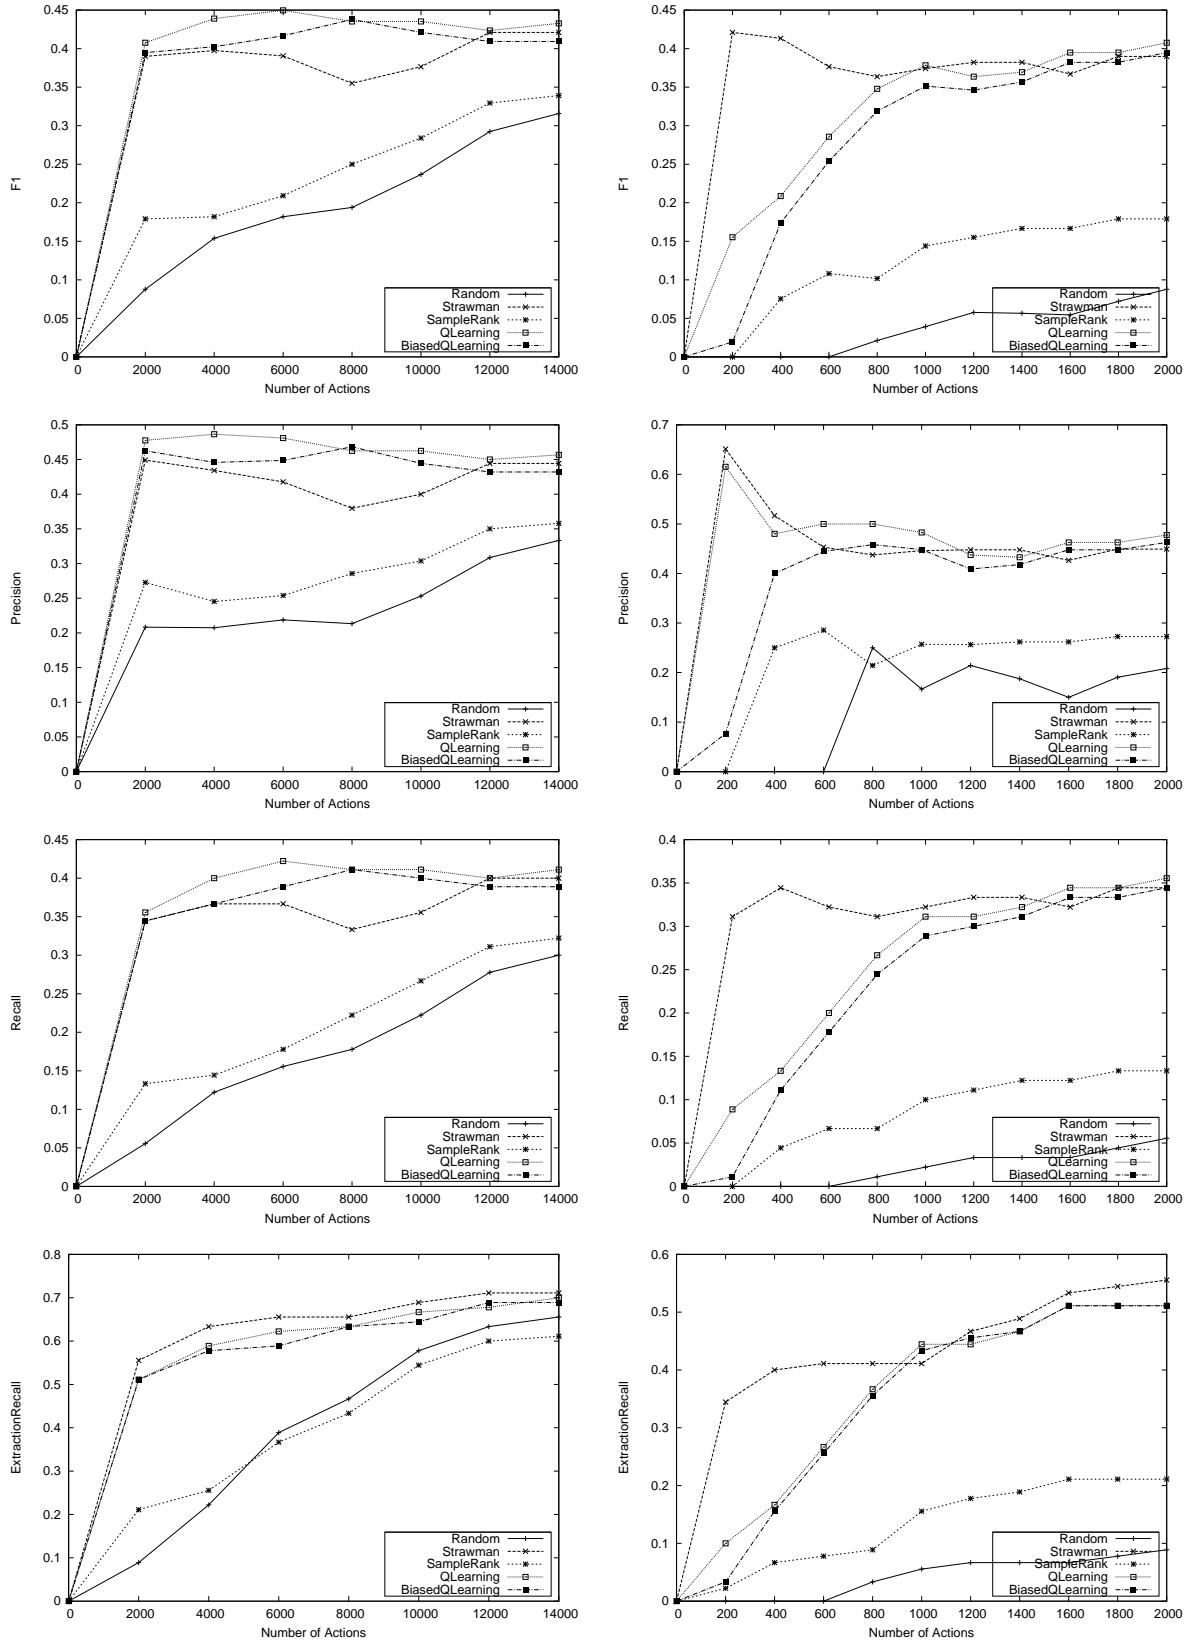 0.45
0.4
0.35
0.3
0.25
0.2
0.15
0.1
0.05
0
F1
Random
Strawman
SampleRank
QLearning
BiasedQLearning
0 2000 4000 6000 8000 10000 12000 14000
Number of Actions
0.45
0.4
0.35
0.3
0.25
0.2
0.15
0.1
0.05
0
F1
Random
Strawman
SampleRank
QLearning
BiasedQLearning
0 200 400 600 800 1000 1200 1400 1600 1800 2000
Number of Actions
0.5
0.45
0.4
0.35
0.3
0.25
0.2
0.15
0.1
0.05
0
Precision
Random
Strawman
SampleRank
QLearning
BiasedQLearning
0 2000 4000 6000 8000 10000 12000 14000
Number of Actions
0.7
0.6
0.5
0.4
0.3
0.2
0.1
0
Precision
Random
Strawman
SampleRank
QLearning
BiasedQLearning
0 200 400 600 800 1000 1200 1400 1600 1800 2000
Number of Actions
0.45
0.4
0.35
0.3
0.25
0.2
0.15
0.1
0.05
0
Recall
Random
Strawman
SampleRank
QLearning
BiasedQLearning
0 2000 4000 6000 8000 10000 12000 14000
Number of Actions
0.4
0.35
0.3
0.25
0.2
0.15
0.1
0.05
0
Recall
Random
Strawman
SampleRank
QLearning
BiasedQLearning
0 200 400 600 800 1000 1200 1400 1600 1800 2000
Number of Actions
0.8
0.7
0.6
0.5
0.4
0.3
0.2
0.1
0
ExtractionRecall
Random
Strawman
SampleRank
QLearning
BiasedQLearning
0 2000 4000 6000 8000 10000 12000 14000
Number of Actions
0.6
0.5
0.4
0.3
0.2
0.1
0
ExtractionRecall
Random
Strawman
SampleRank
QLearning
BiasedQLearning
0 200 400 600 800 1000 1200 1400 1600 1800 2000
Number of Actions